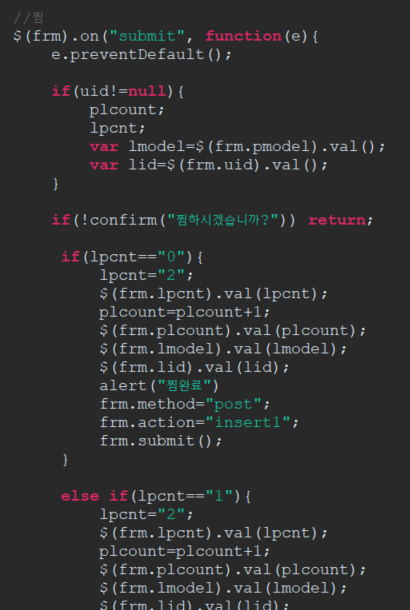 //찜
$(frm).on("submit", function(e){
    e.preventDefault();

    if(uid!=null){
        plcount;
        lpcnt;
        var lmodel=$(frm.pmodel).val();
        var lid=$(frm.uid).val();
    }

    if(!confirm("찜하시겠습니까?")) return;

     if(lpcnt=="0"){
         lpcnt="2";
         $(frm.lpcnt).val(lpcnt);
         plcount=plcount+1;
         $(frm.plcount).val(plcount);
         $(frm.lmodel).val(lmodel);
         $(frm.lid).val(lid);
         alert("찜완료")
         frm.method="post";
         frm.action="insert1";
         frm.submit();
     }

     else if(lpcnt=="1"){
         lpcnt="2";
         $(frm.lpcnt).val(lpcnt);
         plcount=plcount+1;
         $(frm.plcount).val(plcount);
         $(frm.lmodel).val(lmodel);
         $(frm.lid).val(lid);